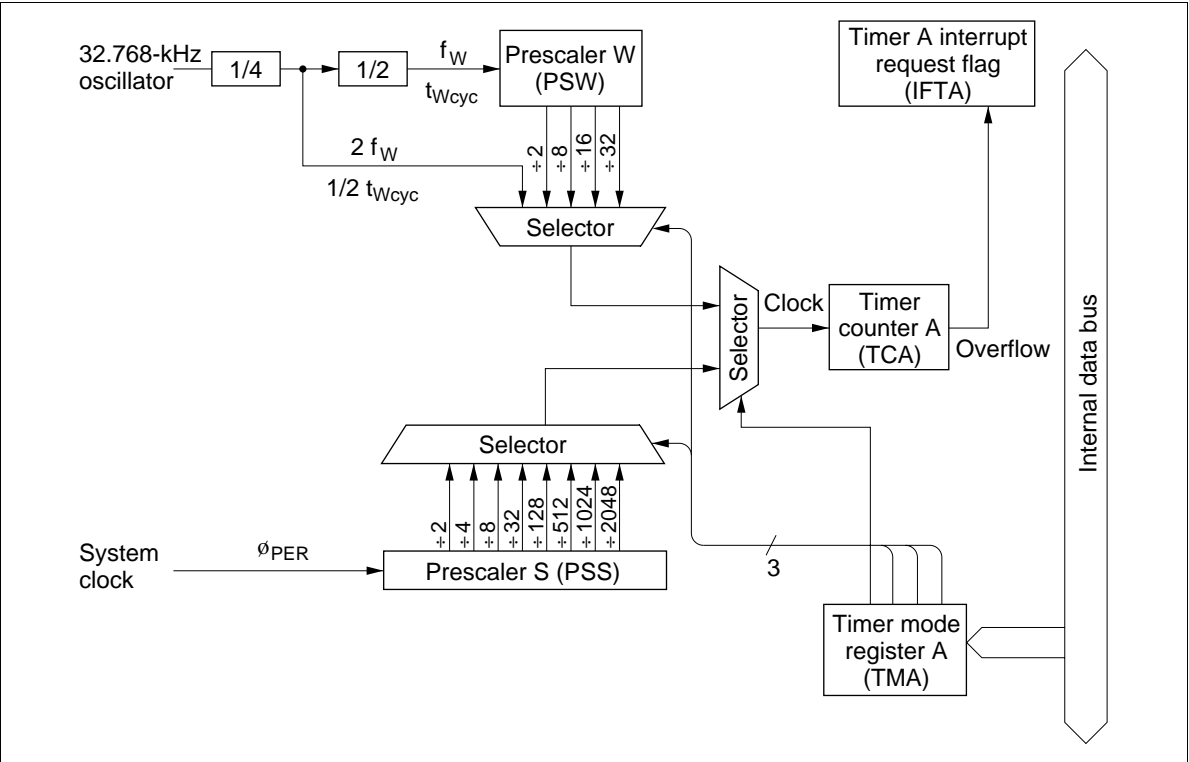 32.768-kHz
oscillator
1/4
1/2
fW
tWcyc
Prescaler W
(PSW)
Timer A interrupt
request flag
(IFTA)
2 fW
1/2 tWcyc
÷2
÷8
÷16
÷32
Selector
Selector
Clock
Timer
counter A
(TCA)
Overflow
Internal data bus
Selector
÷2
÷4
÷8
÷32
÷128
÷512
÷1024
÷2048
System
clock
øPER
Prescaler S (PSS)
3
Timer mode
register A
(TMA)